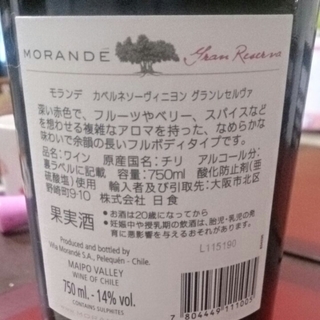 MORANDÉ
Gran Reserva
モランデ カベルネソーヴィニヨン グランレセルヴァ
深い赤色で、フルーツやベリー、スパイスなど
を想わせる複雑なアロマを持った、なめらかな
味わいで余韻の長いフルボディタイプです。
品名:ワイン 原産国名:チリ アルコール分:
裏ラベルに記載 容量:750ml 酸化防止剤(亜
硫酸塩)使用 輸入者及び引取先:大阪市北区
野崎町9-10 株式会社 日食
果実酒
●お酒は20歳になってから
●妊娠中や授乳期の飲酒は、胎児・乳児の発
育に悪影響を与えるおそれがあります。
Produced and bottled by
Viña Morandé S.A., Pelequén - Chile.
MAIPO VALLEY
WINE OF CHILE
750 ml. - 14% vol.
CONTAINS SULPHITES
L115190
7 804449 111003